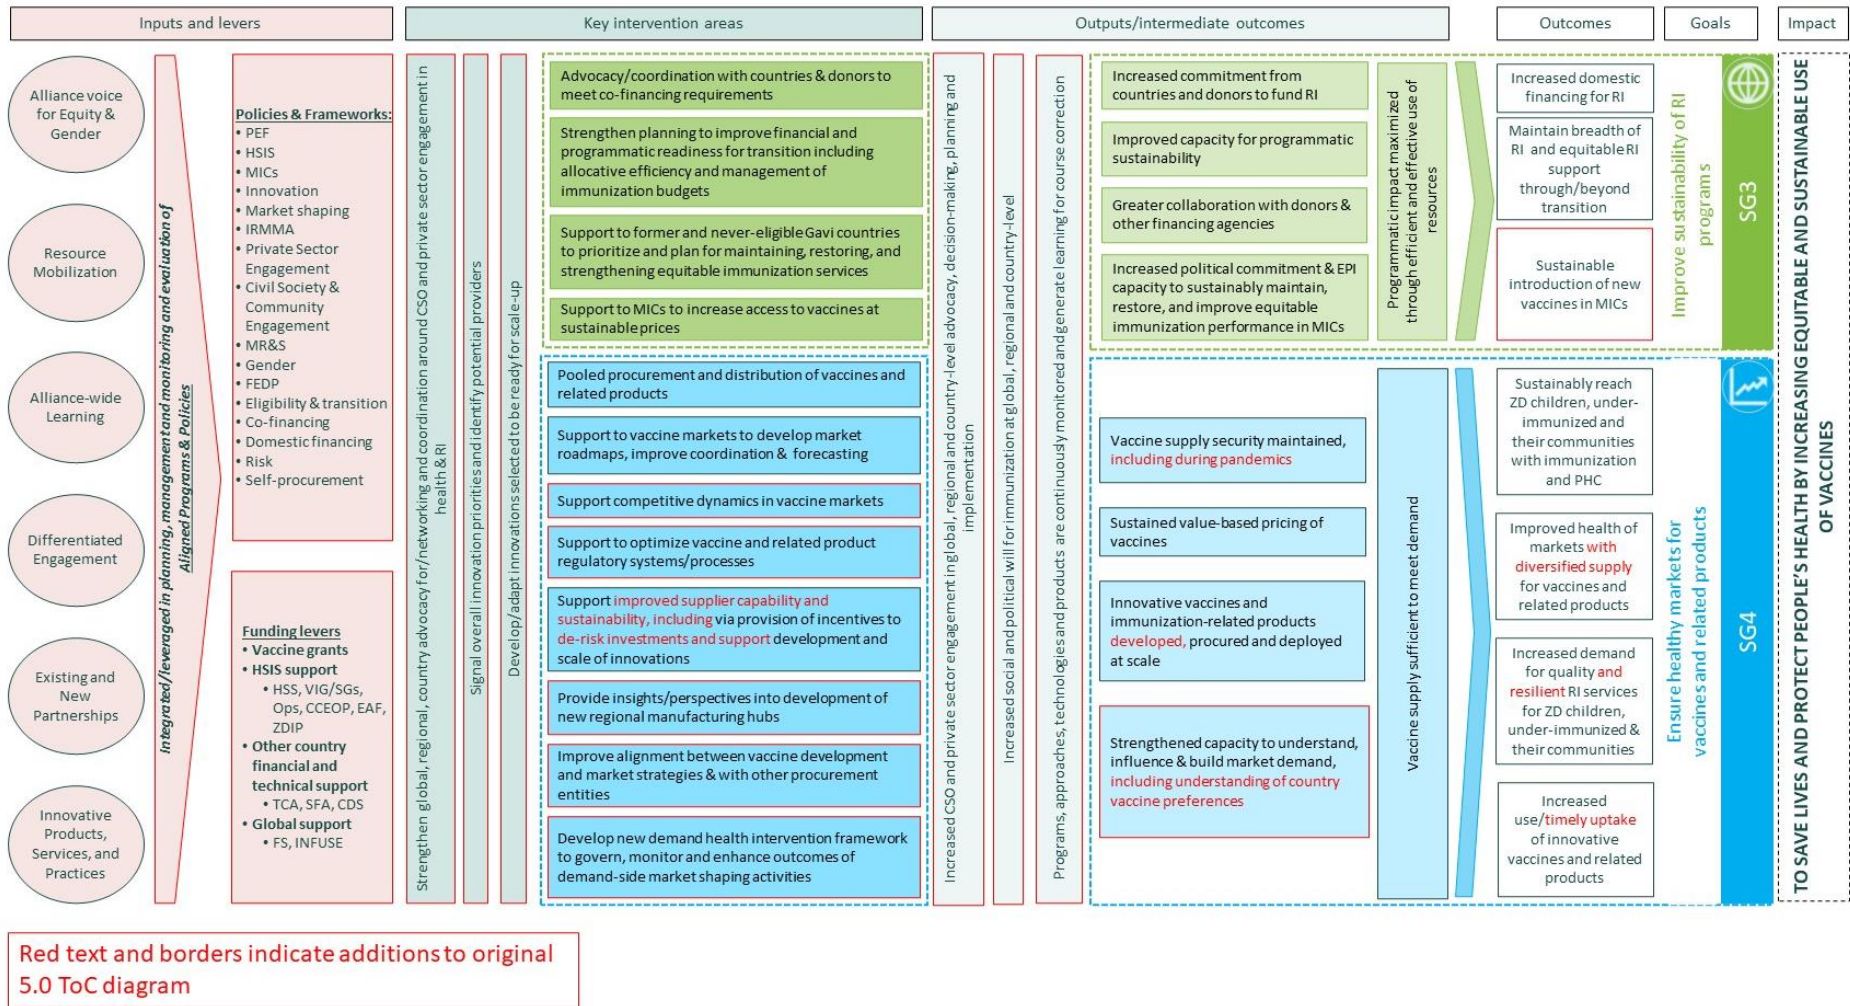 Inputs and levers
Key intervention areas
Outputs/intermediate outcomes
Outcomes
Goals
Impact
Alliance voice
for Equity &
Gender
Resource
Mobilization
Alliance-wide
Learning
Differentiated
Engagement
Existing and
New
Partnerships
Innovative
Products,
Services, and
Practices
Integrated/leveraged in planning, management and monitoring and evaluation of
Aligned Programs & Policies
Policies & Frameworks:
• PEF
• HSIS
• MICs
• Innovation
• Market shaping
• IRMMA
• Private Sector
Engagement
• Civil Society &
Community
Engagement
• MR&S
• Gender
• FEDP
• Eligibility & transition
• Co-financing
• Domestic financing
• Risk
• Self-procurement
Funding levers
• Vaccine grants
• HSIS support
• HSS, VIG/SGs,
Ops, CCEOP, EAF,
ZDIP
• Other country
financial and
technical support
• TCA, SFA, CDS
• Global support
• FS, INFUSE
Strengthen global, regional, country advocacy for/networking and coordination around CSO and private sector engagement in
health & RI
Signal overall innovation priorities and identify potential providers
Develop/adapt innovations selected to be ready for scale-up
Advocacy/coordination with countries & donors to
meet co-financing requirements
Strengthen planning to improve financial and
programmatic readiness for transition including
allocative efficiency and management of
immunization budgets
Support to former and never-eligible Gavi countries
to prioritize and plan for maintaining, restoring, and
strengthening equitable immunization services
Support to MICs to increase access to vaccines at
sustainable prices
Pooled procurement and distribution of vaccines and
related products
Support to vaccine markets to develop market
roadmaps, improve coordination & forecasting
Support competitive dynamics in vaccine markets
Support to optimize vaccine and related product
regulatory systems/processes
Support improved supplier capability and
sustainability, including via provision of incentives to
de-risk investments and support development and
scale of innovations
Provide insights/perspectives into development of
new regional manufacturing hubs
Improve alignment between vaccine development
and market strategies & with other procurement
entities
Develop new demand health intervention framework
to govern, monitor and enhance outcomes of
demand-side market shaping activities
Increased CSO and private sector engagement in global, regional and country-level advocacy, decision-making, planning and
implementation
Increased social and political will for immunization at global, regional and country-level
Programs, approaches, technologies and products are continuously monitored and generate learning for course correction
Increased commitment from
countries and donors to fund RI
Improved capacity for programmatic
sustainability
Greater collaboration with donors &
other financing agencies
Increased political commitment & EPI
capacity to sustainably maintain,
restore, and improve equitable
immunization performance in MICs
Programmatic impact maximized
through efficient and effective use of
resources
Vaccine supply security maintained,
including during pandemics
Sustained value-based pricing of
vaccines
Innovative vaccines and
immunization-related products
developed, procured and deployed
at scale
Strengthened capacity to understand,
influence & build market demand,
including understanding of country
vaccine preferences
Vaccine supply sufficient to meet demand
Increased domestic
financing for RI
Maintain breadth of
RI and equitable RI
support
through/beyond
transition
Sustainable
introduction of new
vaccines in MICs
Sustainably reach
ZD children, under-
immunized and
their communities
with immunization
and PHC
Improved health of
markets with
diversified supply
for vaccines and
related products
Increased demand
for quality and
resilient RI services
for ZD children,
under-immunized &
their communities
Increased
use/timely uptake
of innovative
vaccines and related
products
Improve sustainability of RI
programs
SG3
Ensure healthy markets for
vaccines and related products
SG4
TO SAVE LIVES AND PROTECT PEOPLE'S HEALTH BY INCREASING EQUITABLE AND SUSTAINABLE USE
OF VACCINES
Red text and borders indicate additions to original
5.0 ToC diagram